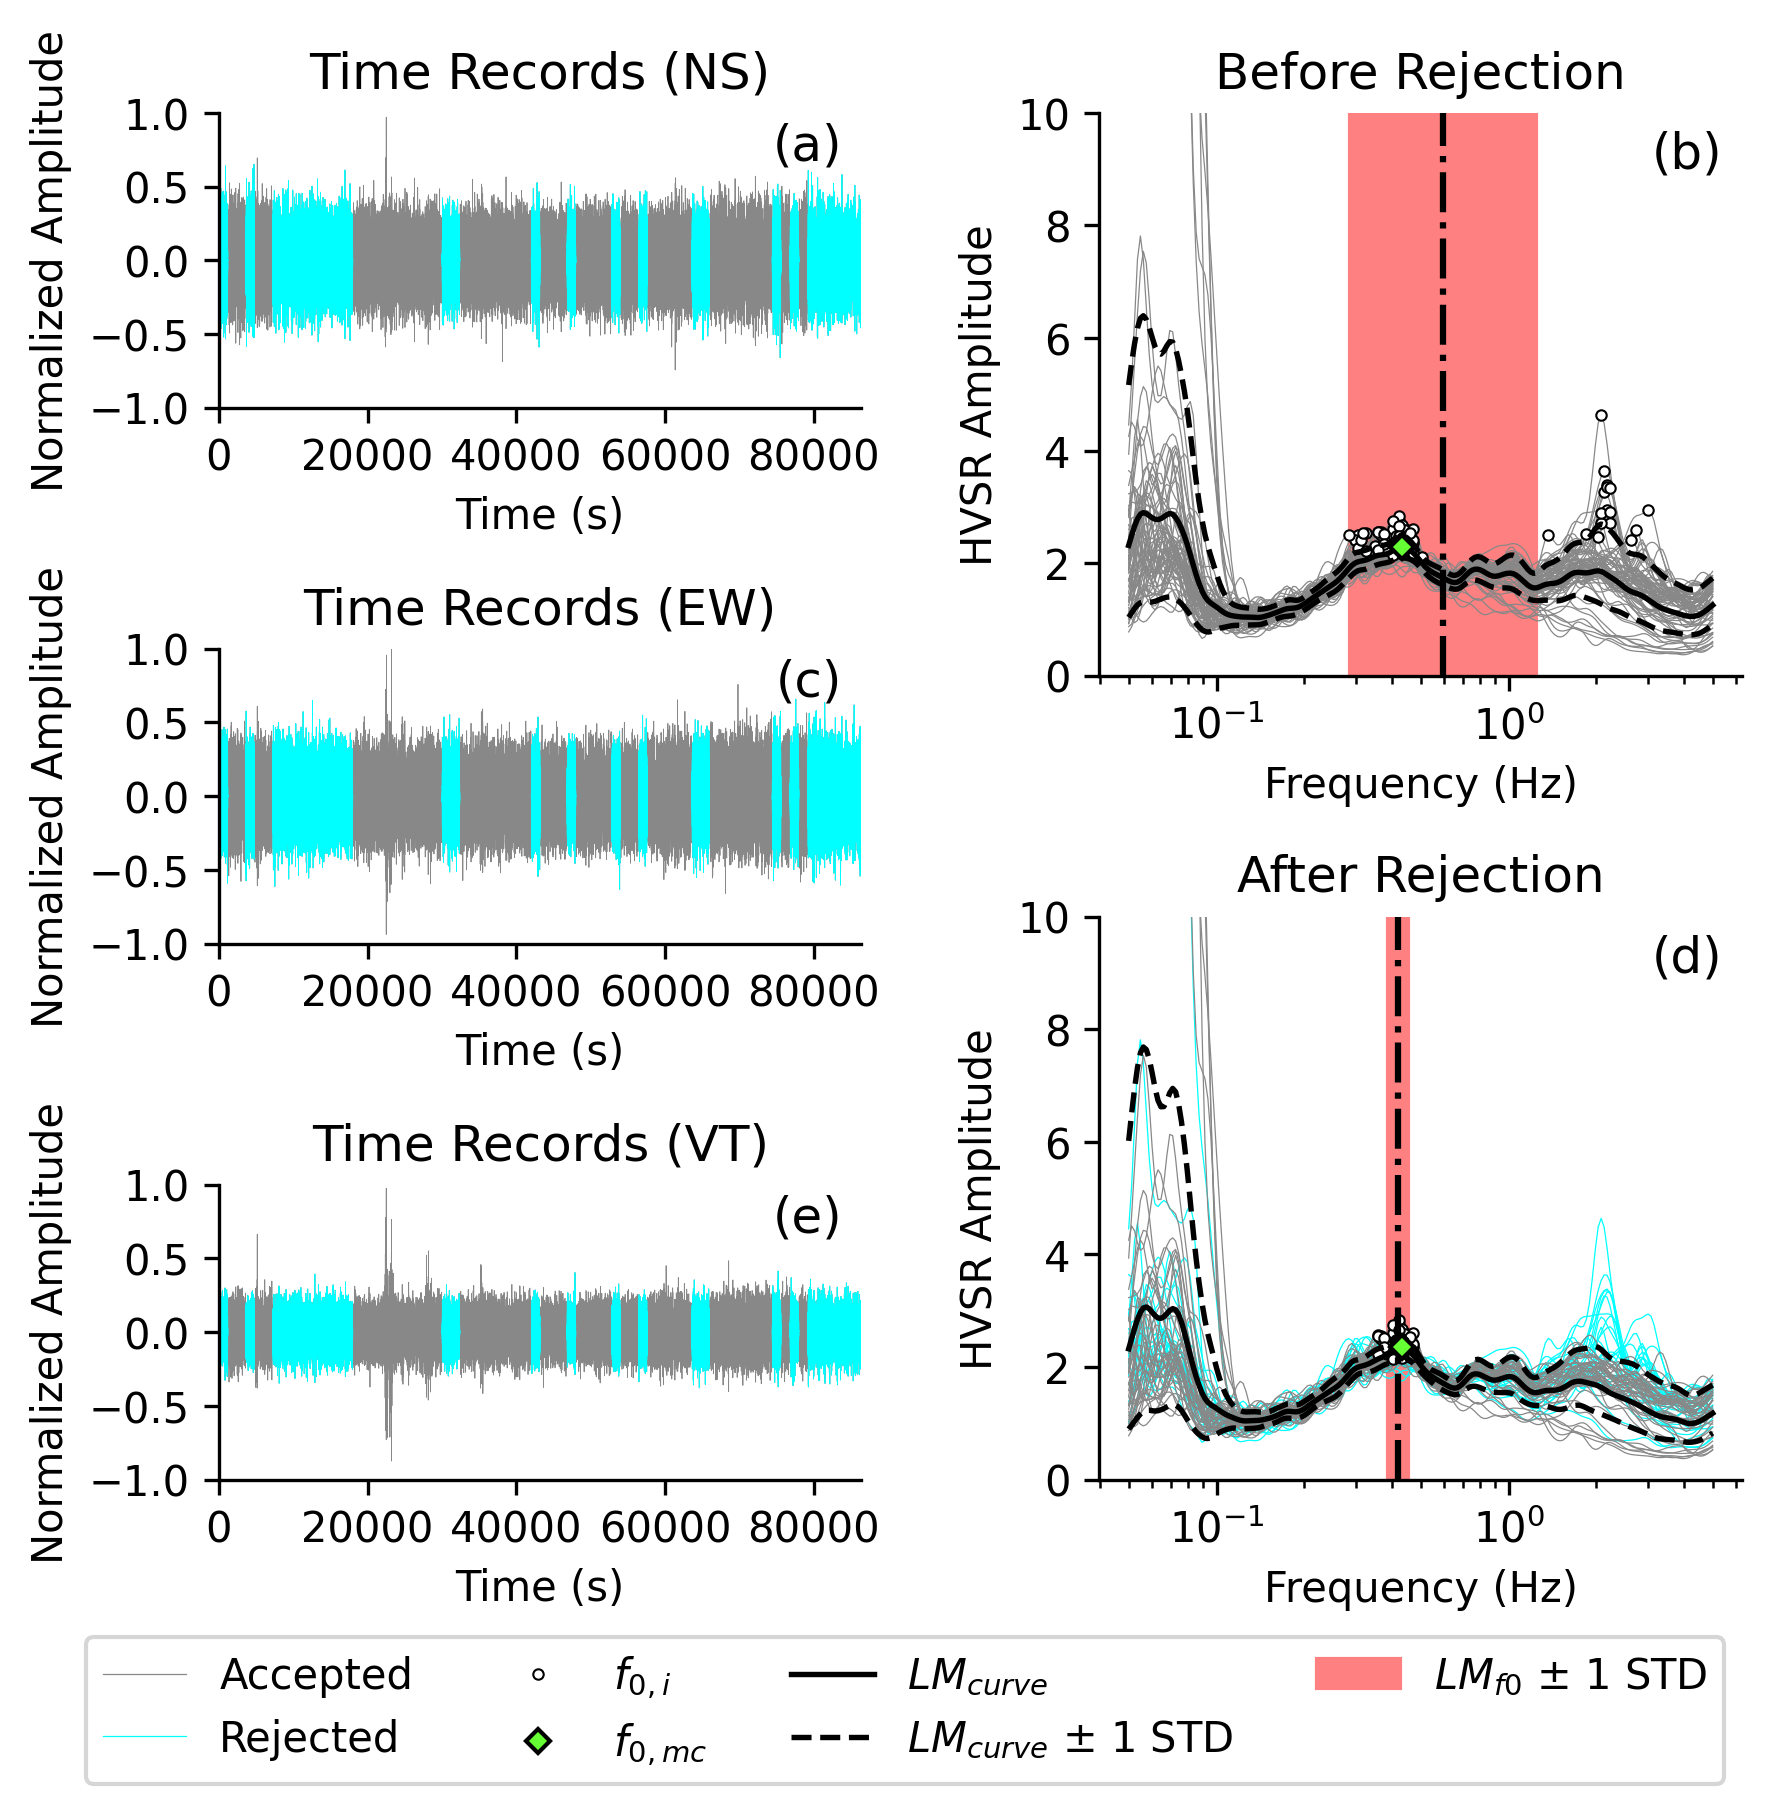 Time Records (NS)
(a)
Normalized Amplitude
1.0
0.5
0.0
−0.5
−1.0
0 20000 40000 60000 80000
Time (s)
Before Rejection
(b)
HVSR Amplitude
10
8
6
4
2
0
10⁻¹ 10⁰
Frequency (Hz)
Time Records (EW)
(c)
Normalized Amplitude
1.0
0.5
0.0
−0.5
−1.0
0 20000 40000 60000 80000
Time (s)
After Rejection
(d)
HVSR Amplitude
10
8
6
4
2
0
10⁻¹ 10⁰
Frequency (Hz)
Time Records (VT)
(e)
Normalized Amplitude
1.0
0.5
0.0
−0.5
−1.0
0 20000 40000 60000 80000
Time (s)
Accepted
Rejected
f0,i
f0,mc
LMcurve
LMcurve ± 1 STD
LMf0 ± 1 STD